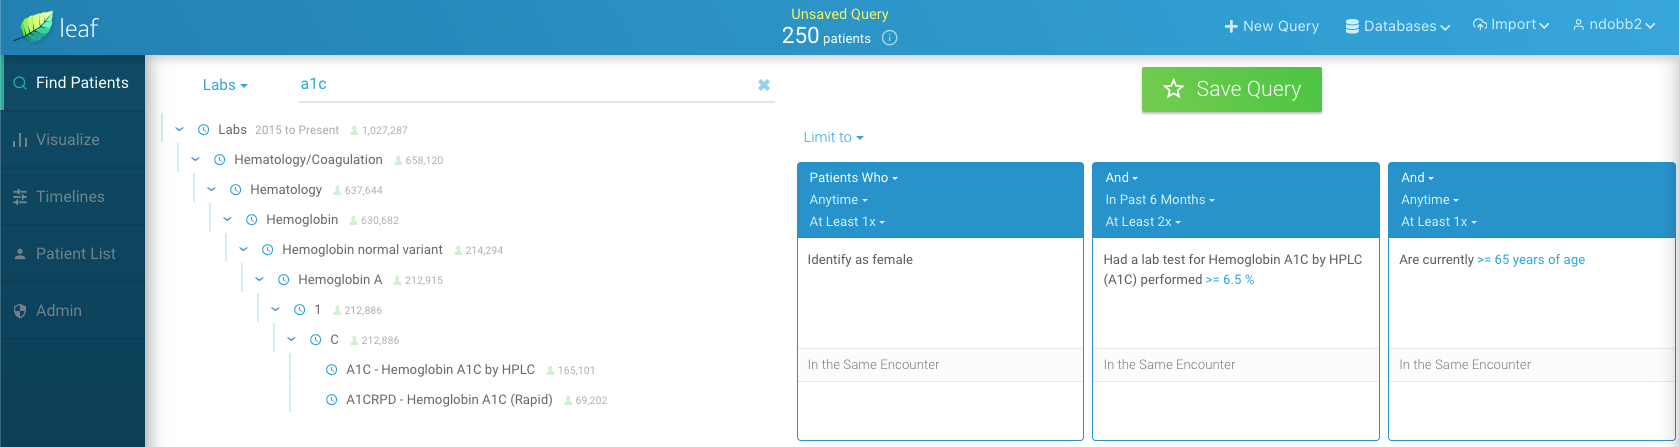 leaf
Unsaved Query
250 patients
New Query
Databases
Import
ndobb2
Find Patients
Visualize
Timelines
Patient List
Admin
Labs
a1c
Labs 2015 to Present 1,027,287
Hematology/Coagulation 658,120
Hematology 637,644
Hemoglobin 630,682
Hemoglobin normal variant 214,294
Hemoglobin A 212,915
1 212,886
C 212,886
A1C - Hemoglobin A1C by HPLC 165,101
A1CRPD - Hemoglobin A1C (Rapid) 69,202
Save Query
Limit to
Patients Who
Anytime
At Least 1x
Identify as female
In the Same Encounter
And
In Past 6 Months
At Least 2x
Had a lab test for Hemoglobin A1C by HPLC
(A1C) performed >= 6.5 %
In the Same Encounter
And
Anytime
At Least 1x
Are currently >= 65 years of age
In the Same Encounter